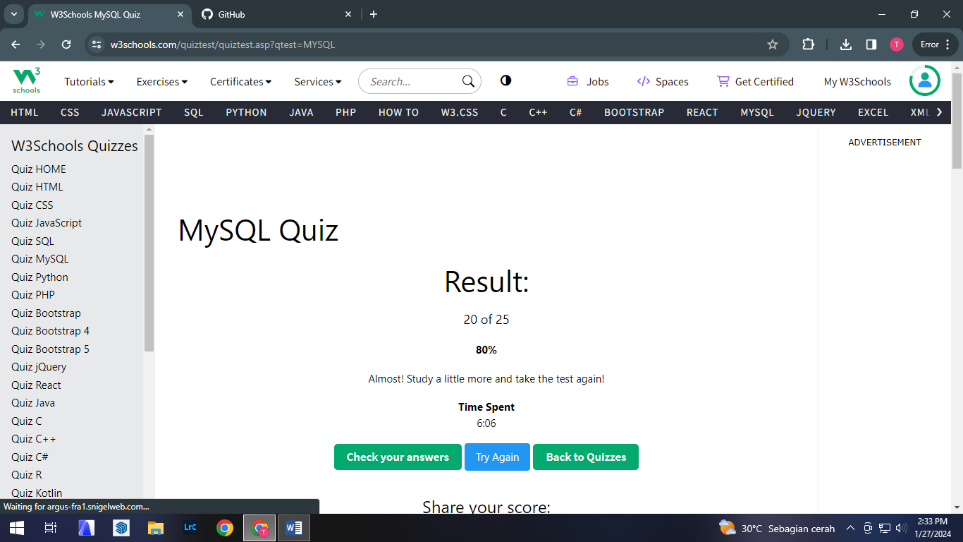 W3Schools MySQL Quiz
GitHub
w3schools.com/quiztest/quiztest.asp?qtest=MYSQL
T
Error
W3 schools
Tutorials
Exercises
Certificates
Services
Search...
Jobs
Spaces
Get Certified
My W3Schools
HTML CSS JAVASCRIPT SQL PYTHON JAVA PHP HOW TO W3.CSS C C++ C# BOOTSTRAP REACT MYSQL JQUERY EXCEL XML
W3Schools Quizzes
Quiz HOME
Quiz HTML
Quiz CSS
Quiz JavaScript
Quiz SQL
Quiz MySQL
Quiz Python
Quiz PHP
Quiz Bootstrap
Quiz Bootstrap 4
Quiz Bootstrap 5
Quiz jQuery
Quiz React
Quiz Java
Quiz C
Quiz C++
Quiz C#
Quiz R
Quiz Kotlin
ADVERTISEMENT
MySQL Quiz
Result:
20 of 25
80%
Almost! Study a little more and take the test again!
Time Spent
6:06
Check your answers
Try Again
Back to Quizzes
Share your score:
Waiting for argus-fra1.snigelweb.com...
LrC
T
W
30°C Sebagian cerah
2:33 PM
1/27/2024